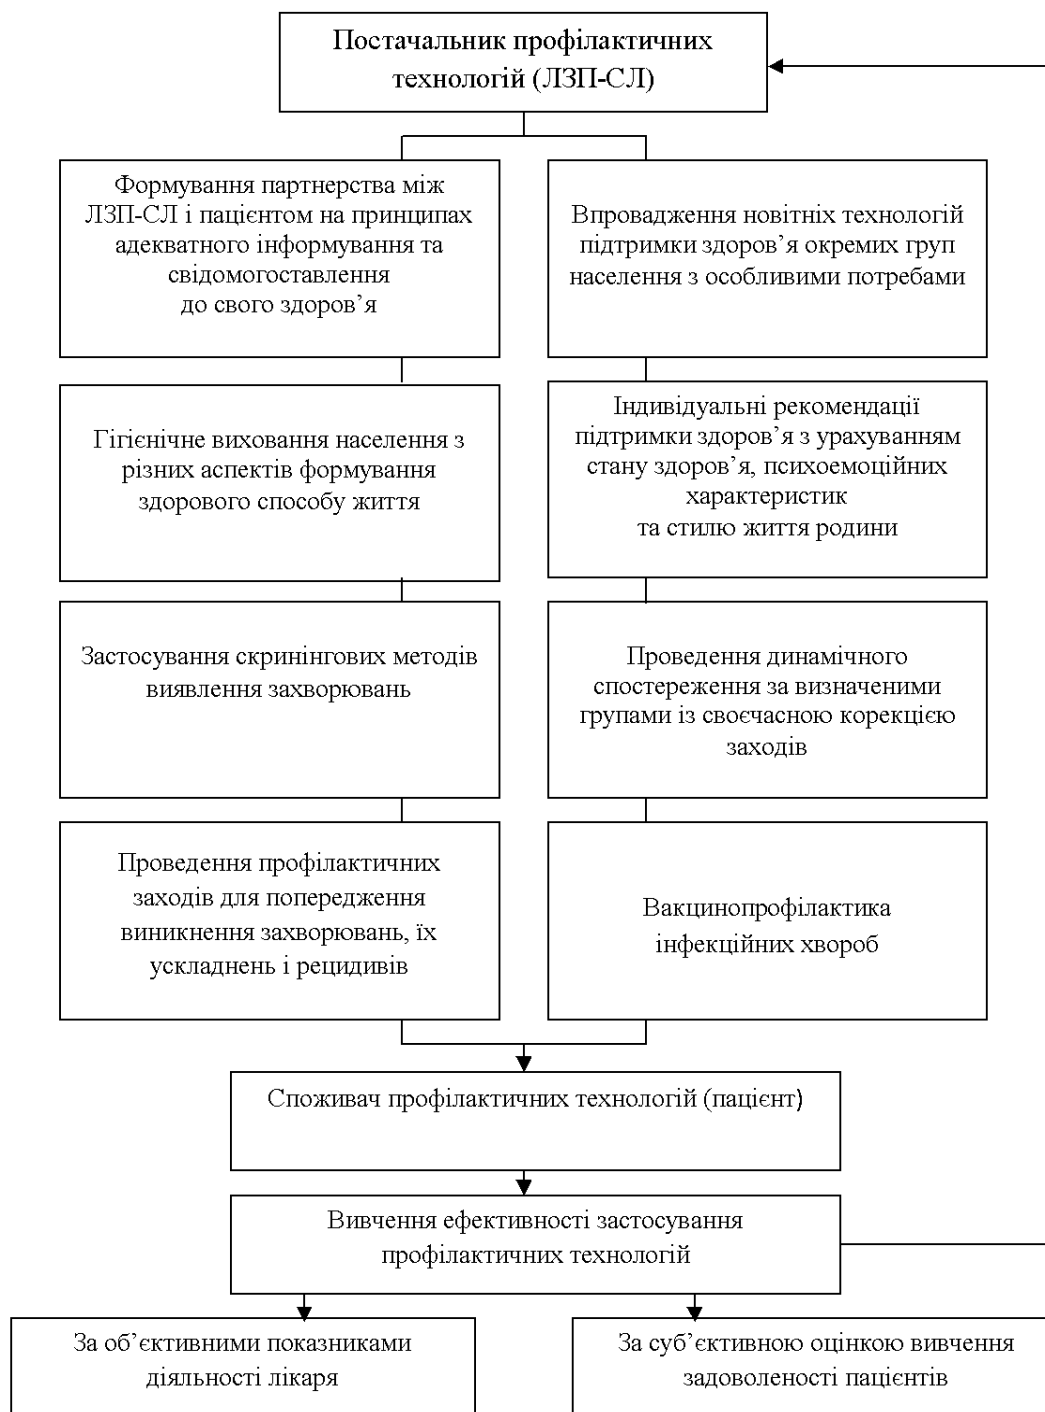 Постачальник профілактичних
технологій (ЛЗП-СЛ)
Формування партнерства між
ЛЗП-СЛ і пацієнтом на принципах
адекватного інформування та
свідомогоставлення
до свого здоров’я
Впровадження новітніх технологій
підтримки здоров’я окремих груп
населення з особливими потребами
Гігієнічне виховання населення з
різних аспектів формування
здорового способу життя
Індивідуальні рекомендації
підтримки здоров’я з урахуванням
стану здоров’я, психоемоційних
характеристик
та стилю життя родини
Застосування скринінгових методів
виявлення захворювань
Проведення динамічного
спостереження за визначеними
групами із своєчасною корекцією
заходів
Проведення профілактичних
заходів для попередження
виникнення захворювань, їх
ускладнень і рецидивів
Вакцинопрофілактика
інфекційних хвороб
Споживач профілактичних технологій (пацієнт)
Вивчення ефективності застосування
профілактичних технологій
За об’єктивними показниками
діяльності лікаря
За суб’єктивною оцінкою вивчення
задоволеності пацієнтів